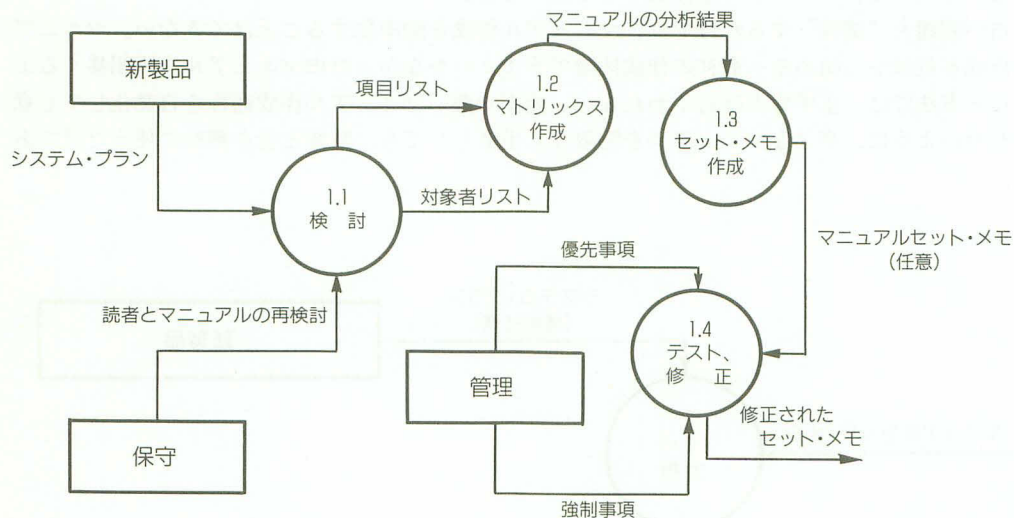 マニュアルの分析結果
新製品
項目リスト
1.2
マトリックス
作成
1.3
セット・メモ
作成
システム・プラン
1.1
検 討
対象者リスト
マニュアルセット・メモ
(任意)
優先事項
読者とマニュアルの再検討
1.4
テスト、
修 正
管理
保守
修正された
セット・メモ
強制事項